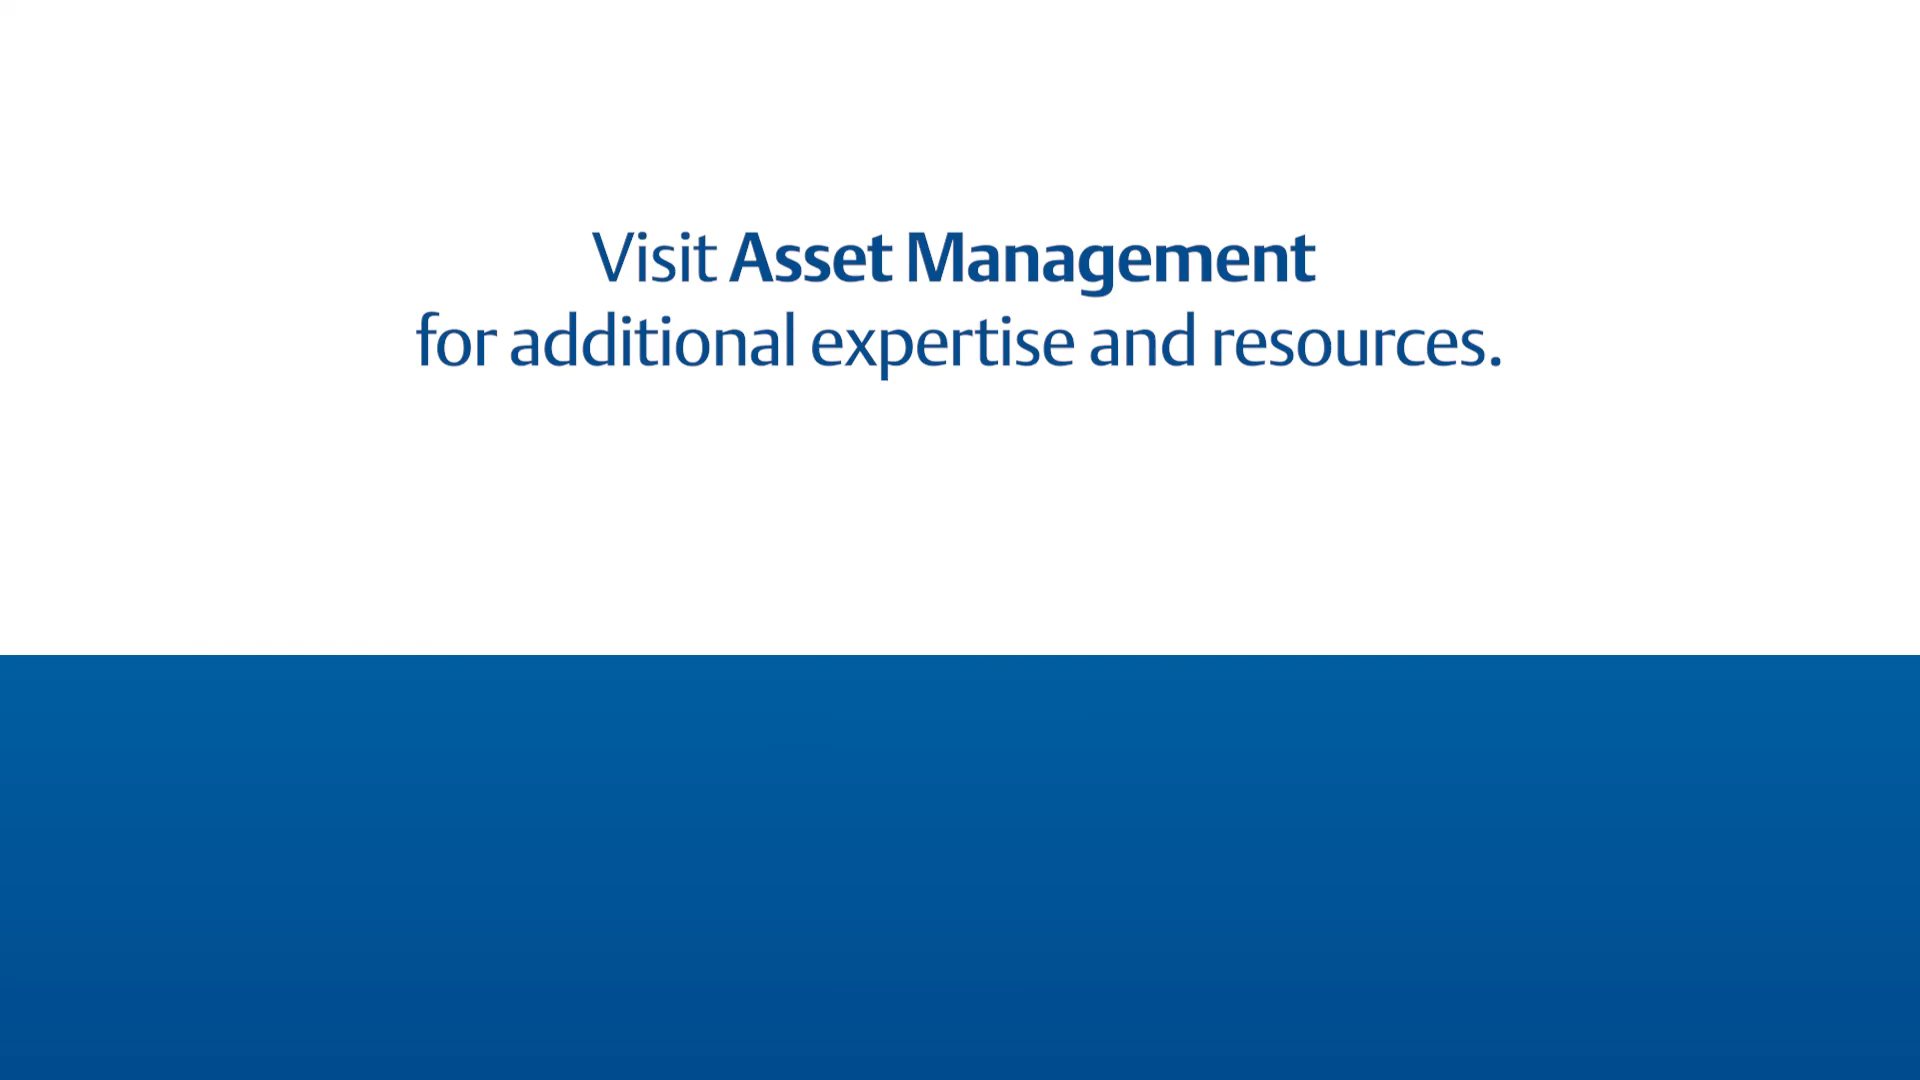 Visit Asset Management
for additional expertise and resources.